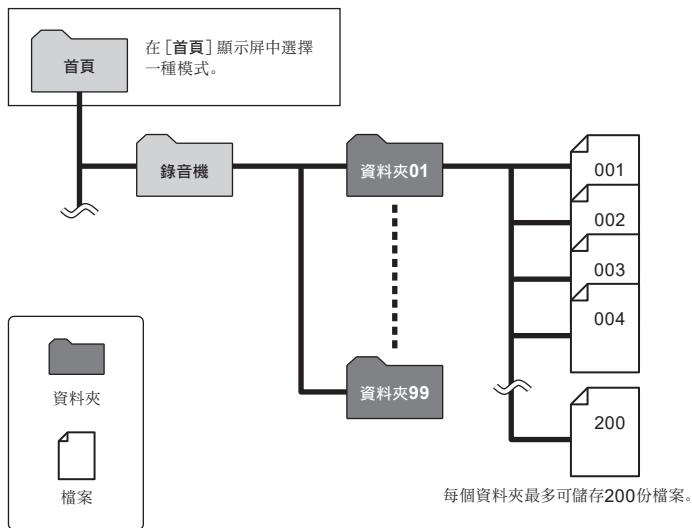 首頁
在［首頁］顯示屏中選擇
一種模式。
錄音機
資料夾01
資料夾99
001
002
003
004
200
每個資料夾最多可儲存200份檔案。
資料夾
檔案